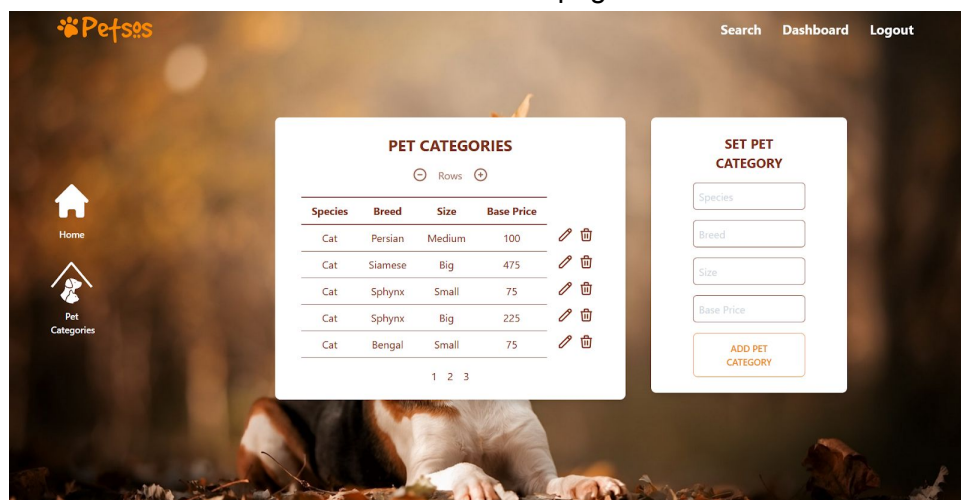 Petsos
Search Dashboard Logout
PET CATEGORIES
Rows
Species Breed Size Base Price
Cat Persian Medium 100
Cat Siamese Big 475
Cat Sphynx Small 75
Cat Sphynx Big 225
Cat Bengal Small 75
1 2 3
SET PET
CATEGORY
Species
Breed
Size
Base Price
ADD PET
CATEGORY
Home
Pet
Categories